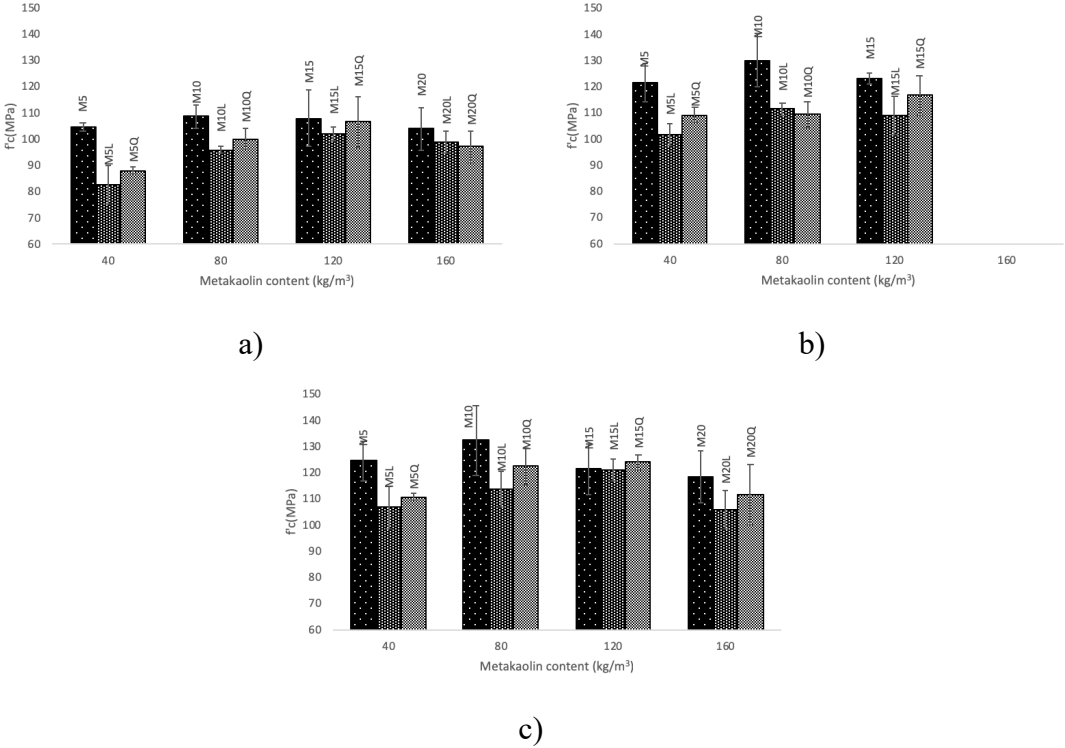 150
140
130
120
110
100
90
80
70
60
f'c(MPa)
M5
M5L
M5Q
M10
M10L
M10Q
M15
M15L
M15Q
M20
M20L
M20Q
40 80 120 160
Metakaolin content (kg/m³)
a)
150
140
130
120
110
100
90
80
70
60
f'c(MPa)
M5
M5L
M5Q
M10
M10L
M10Q
M15
M15L
M15Q
40 80 120 160
Metakaolin content (kg/m³)
b)
150
140
130
120
110
100
90
80
70
60
f'c(MPa)
M5
M5L
M5Q
M10
M10L
M10Q
M15
M15L
M15Q
M20
M20L
M20Q
40 80 120 160
Metakaolin content (kg/m³)
c)